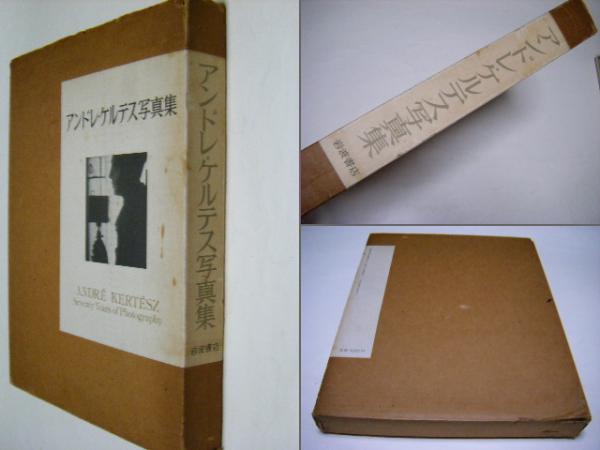 アンドレ・ケルテス写真集
ANDRÉ KERTÉSZ
Seventy Years of Photography
アンドレ・ケルテス写真集
岩波書店
アンドレ・ケルテス写真集
岩波書店